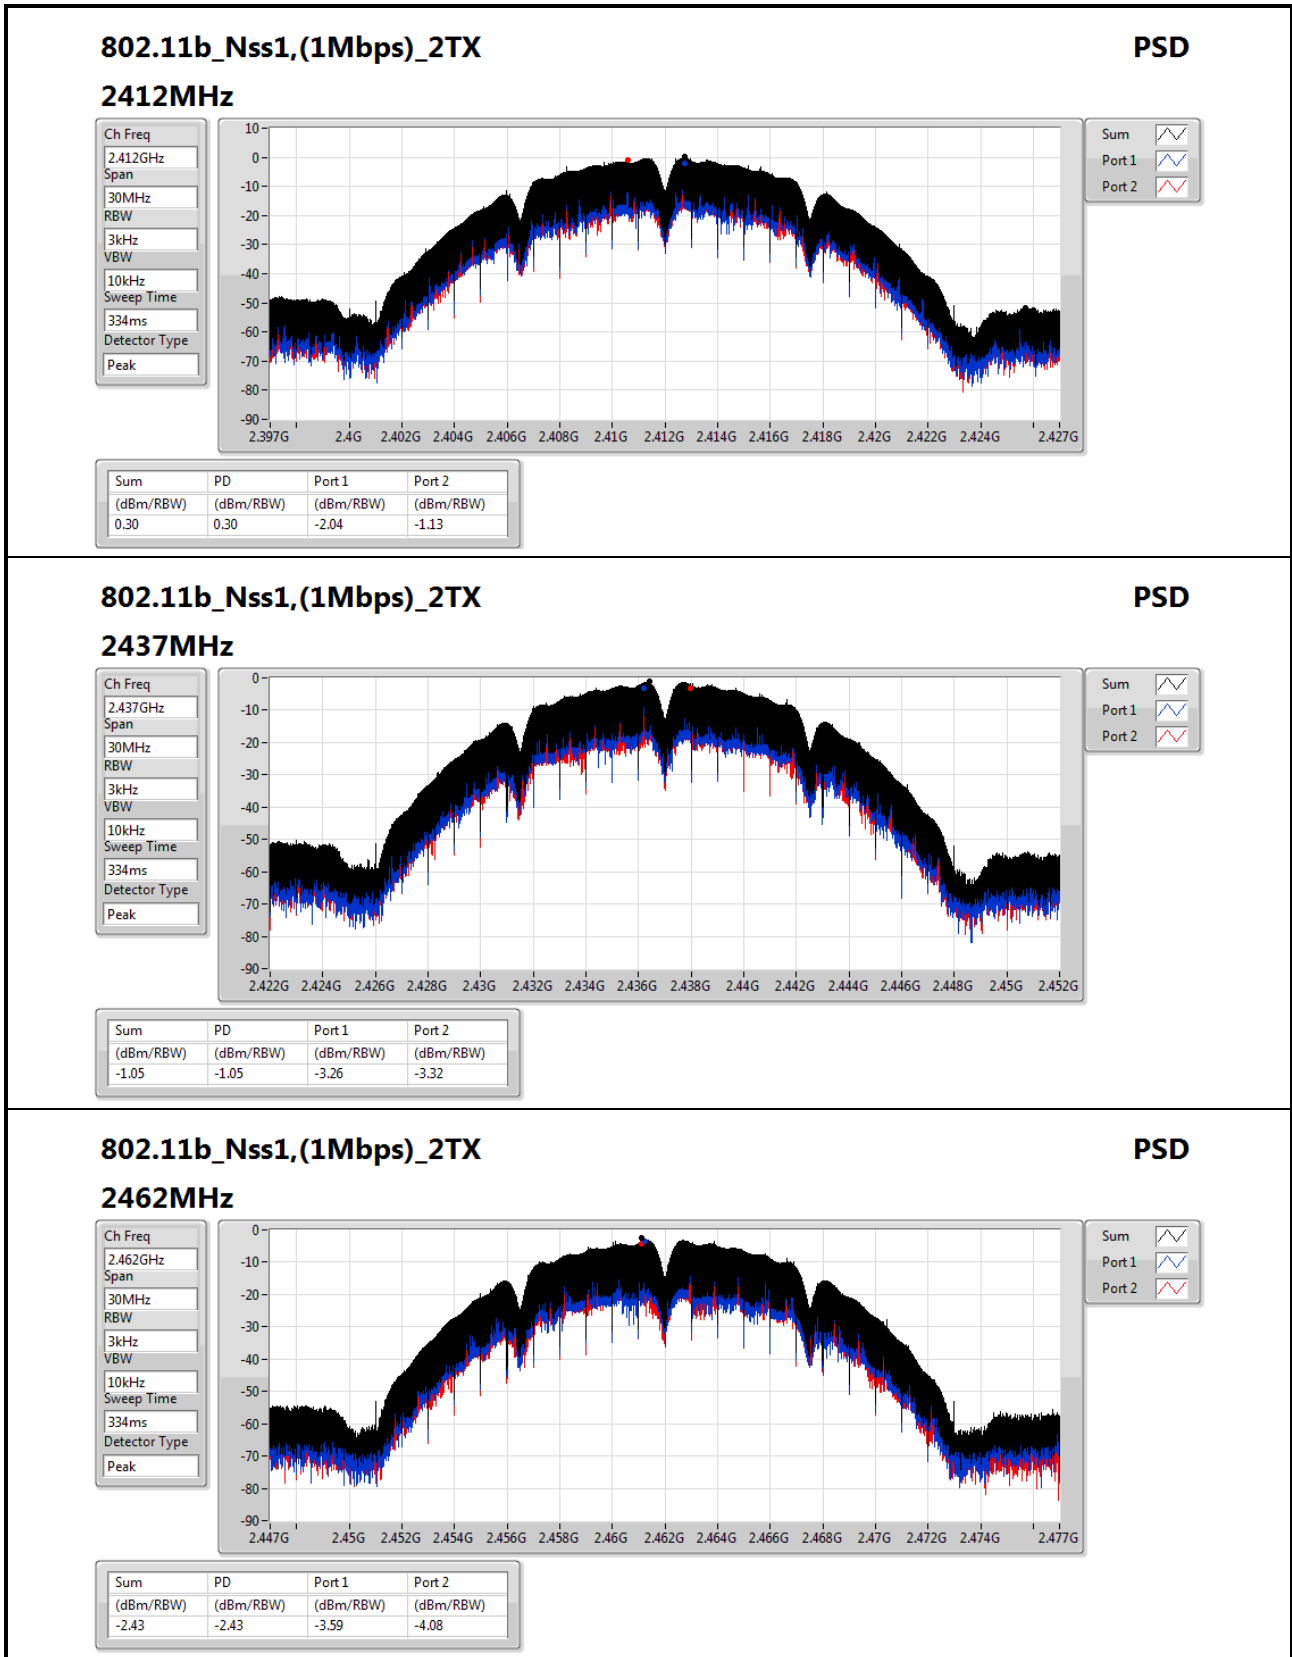 802.11b_Nss1,(1Mbps)_2TX PSD
2412MHz
Ch Freq
2.412GHz
Span
30MHz
RBW
3kHz
VBW
10kHz
Sweep Time
334ms
Detector Type
Peak
10
0
-10
-20
-30
-40
-50
-60
-70
-80
-90
2.397G 2.4G 2.402G 2.404G 2.406G 2.408G 2.41G 2.412G 2.414G 2.416G 2.418G 2.42G 2.422G 2.424G 2.427G
Sum
Port 1
Port 2
Sum PD Port 1 Port 2
(dBm/RBW) (dBm/RBW) (dBm/RBW) (dBm/RBW)
0.30 0.30 -2.04 -1.13
802.11b_Nss1,(1Mbps)_2TX PSD
2437MHz
Ch Freq
2.437GHz
Span
30MHz
RBW
3kHz
VBW
10kHz
Sweep Time
334ms
Detector Type
Peak
0
-10
-20
-30
-40
-50
-60
-70
-80
-90
2.422G 2.424G 2.426G 2.428G 2.43G 2.432G 2.434G 2.436G 2.438G 2.44G 2.442G 2.444G 2.446G 2.448G 2.45G 2.452G
Sum
Port 1
Port 2
Sum PD Port 1 Port 2
(dBm/RBW) (dBm/RBW) (dBm/RBW) (dBm/RBW)
-1.05 -1.05 -3.26 -3.32
802.11b_Nss1,(1Mbps)_2TX PSD
2462MHz
Ch Freq
2.462GHz
Span
30MHz
RBW
3kHz
VBW
10kHz
Sweep Time
334ms
Detector Type
Peak
0
-10
-20
-30
-40
-50
-60
-70
-80
-90
2.447G 2.45G 2.452G 2.454G 2.456G 2.458G 2.46G 2.462G 2.464G 2.466G 2.468G 2.47G 2.472G 2.474G 2.477G
Sum
Port 1
Port 2
Sum PD Port 1 Port 2
(dBm/RBW) (dBm/RBW) (dBm/RBW) (dBm/RBW)
-2.43 -2.43 -3.59 -4.08